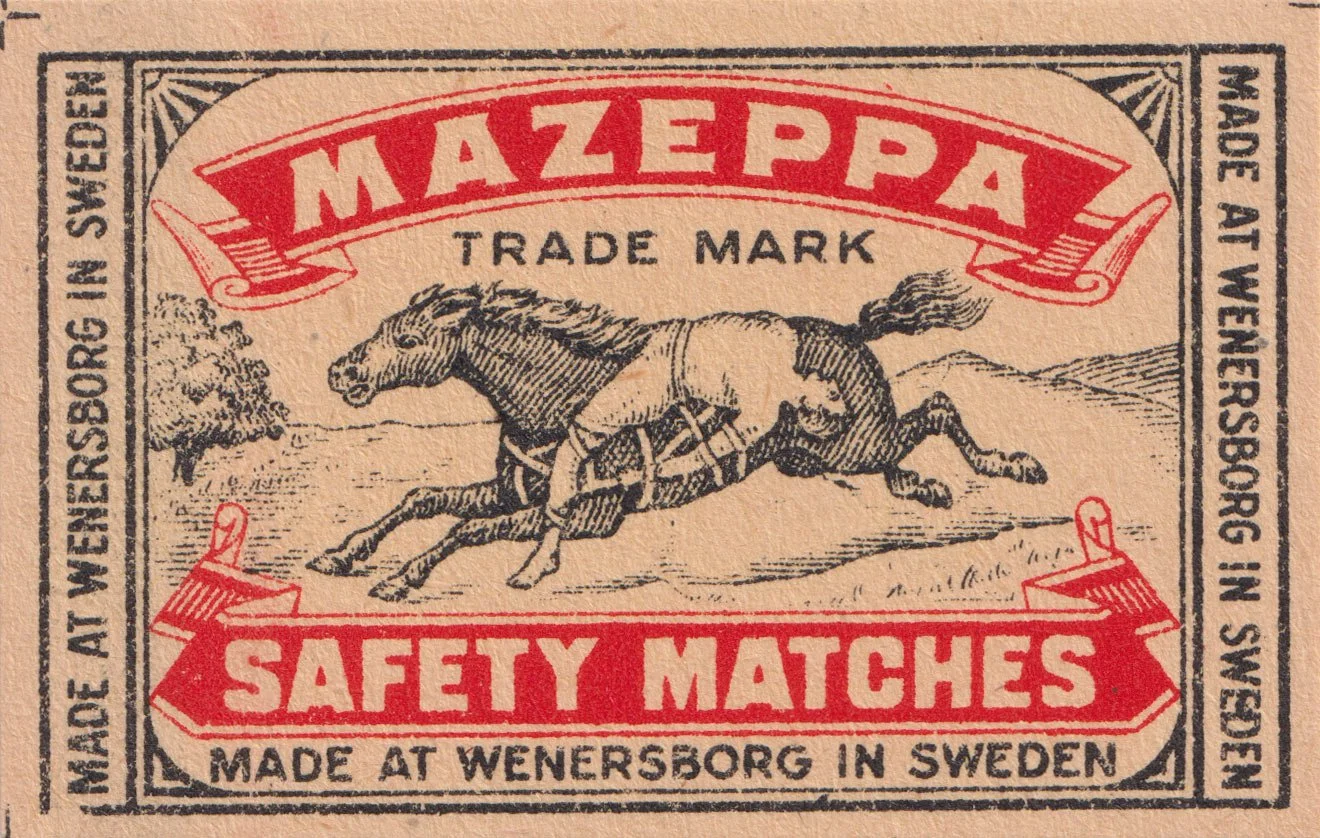 MADE AT WENERSBORG IN SWEDEN
MAZEPPA
TRADE MARK
SAFETY MATCHES
MADE AT WENERSBORG IN SWEDEN
MADE AT WENERSBORG IN SWEDEN